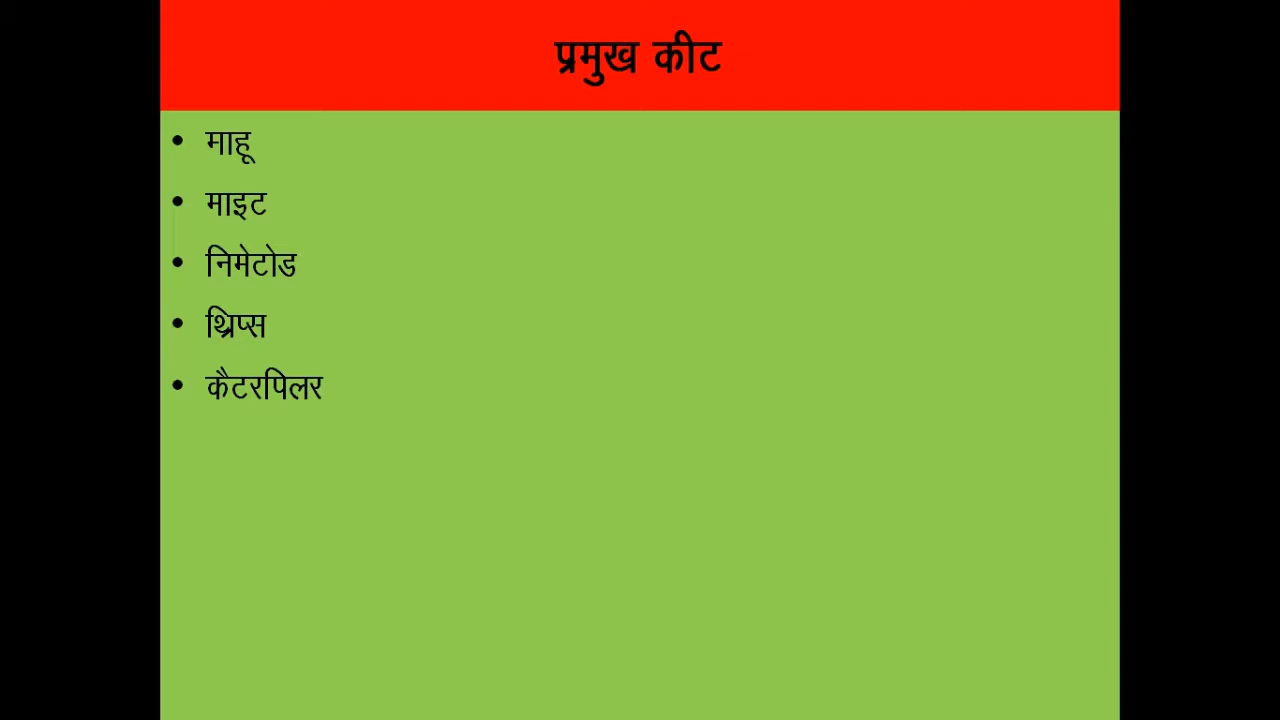 प्रमुख कीट
• माहू
• माइट
• निमेटोड
• थ्रिप्स
• कैटरपिलर